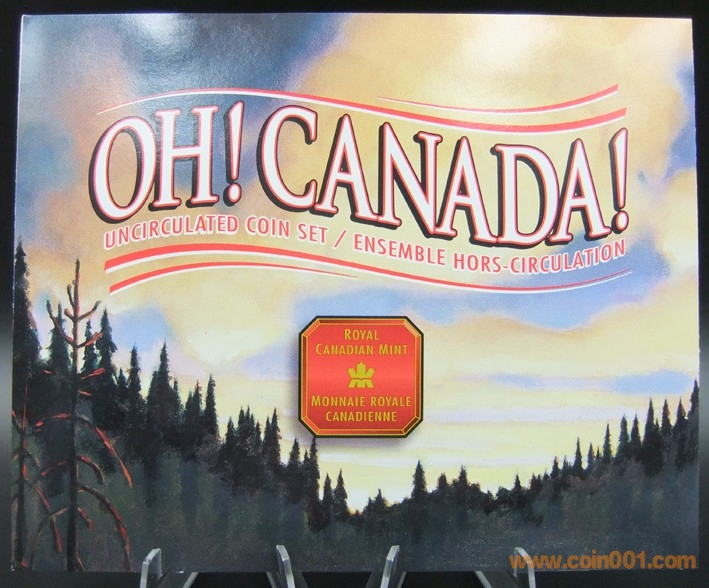 OH! CANADA!
UNCIRCULATED COIN SET / ENSEMBLE HORS-CIRCULATION
ROYAL
CANADIAN MINT
MONNAIE ROYALE
CANADIENNE
www.coin001.com